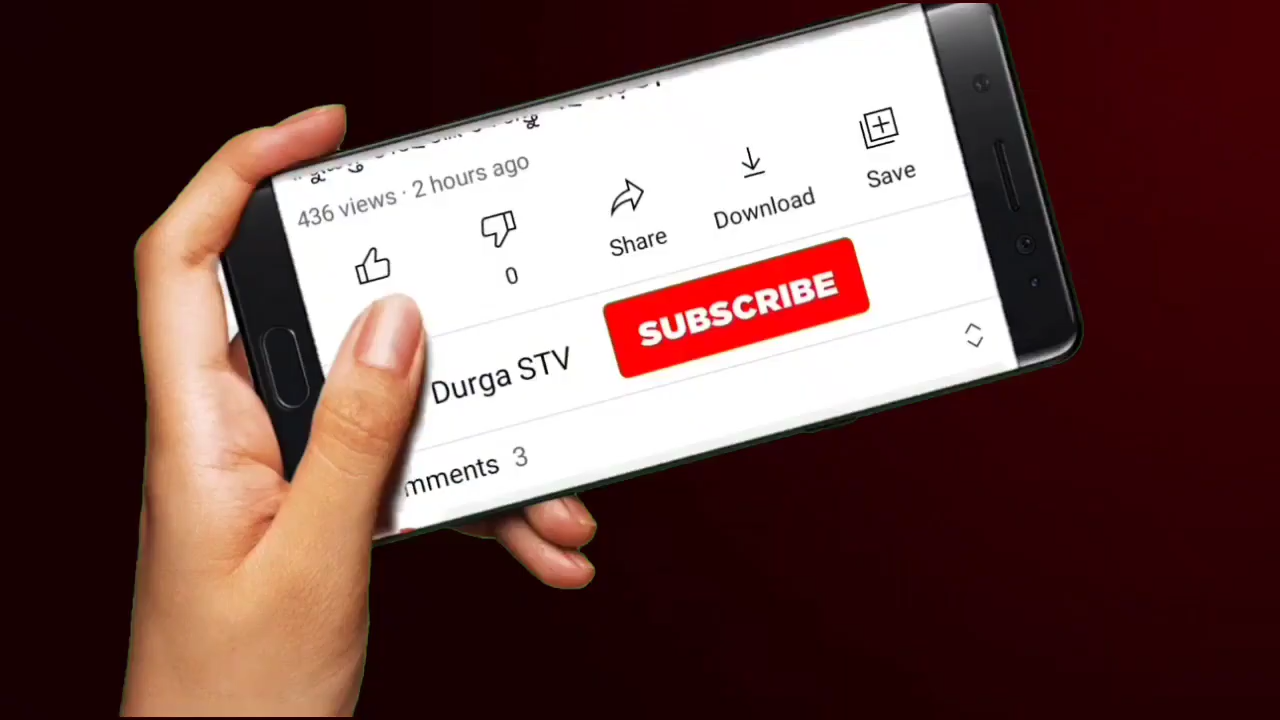 436 views · 2 hours ago
0
Share
Download
Save
Durga STV
SUBSCRIBE
mments 3